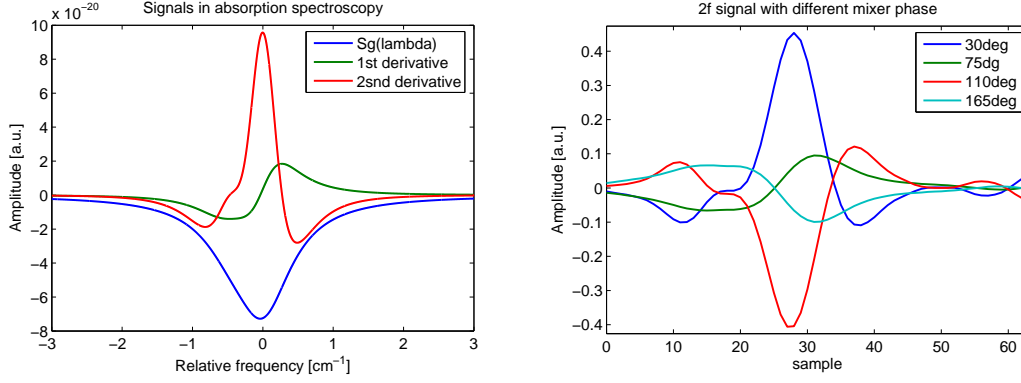 Signals in absorption spectroscopy
x 10⁻²⁰
10
8
6
4
2
0
−2
−4
−6
−8
Amplitude [a.u.]
−3 −2 −1 0 1 2 3
Relative frequency [cm⁻¹]
Sg(lambda)
1st derivative
2snd derivative
2f signal with different mixer phase
0.4
0.3
0.2
0.1
0
−0.1
−0.2
−0.3
−0.4
Amplitude [a.u.]
0 10 20 30 40 50 60
sample
30deg
75dg
110deg
165deg